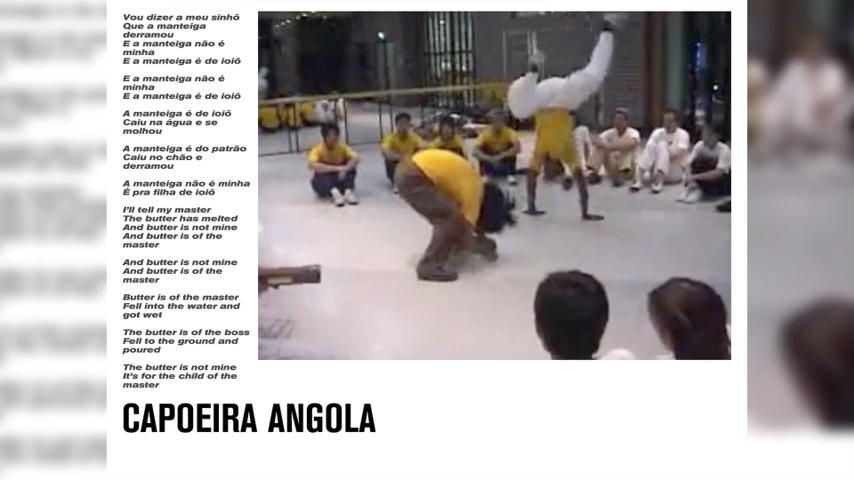 Vou dizer a meu sinhô
Que a manteiga
derramou
E a manteiga não é
minha
E a manteiga é de ioiô
E a manteiga não é
minha
E a manteiga é de ioiô
A manteiga é de ioiô
Caiu na água e se
molhou
A manteiga é do patrão
Caiu no chão e
derramou
A manteiga não é minha
É pra filha de ioiô
I'll tell my master
The butter has melted
And butter is not mine
And butter is of the
master
And butter is not mine
And butter is of the
master
Butter is of the master
Fell into the water and
got wet
The butter is of the boss
Fell to the ground and
poured
The butter is not mine
It's for the child of the
master
CAPOEIRA ANGOLA